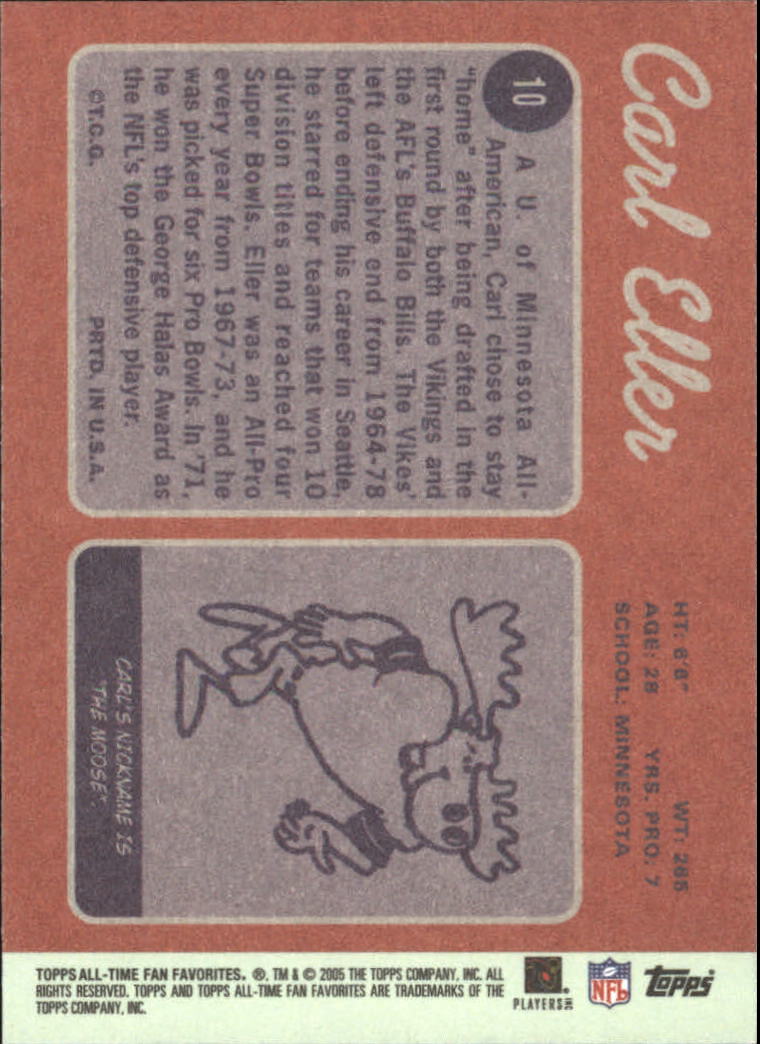 Carl Eller
HT: 6'6" WT: 265
AGE: 28 YRS. PRO: 7
SCHOOL: MINNESOTA
10
A U. of Minnesota All-
American, Carl chose to stay
"home" after being drafted in the
first round by both the Vikings and
the AFL's Buffalo Bills. The Vikes'
left defensive end from 1964-78
before ending his career in Seattle,
he starred for teams that won 10
division titles and reached four
Super Bowls. Eller was an All-Pro
every year from 1967-73, and he
was picked for six Pro Bowls. In '71,
he won the George Halas Award as
the NFL's top defensive player.
©T.C.G. PRTD. IN U.S.A.
CARL'S NICKNAME IS
"THE MOOSE".
TOPPS ALL-TIME FAN FAVORITES. ®, TM & © 2005 THE TOPPS COMPANY, INC. ALL
RIGHTS RESERVED. TOPPS AND TOPPS ALL-TIME FAN FAVORITES ARE TRADEMARKS OF THE
TOPPS COMPANY, INC.
PLAYERS INC
NFL
TOPPS